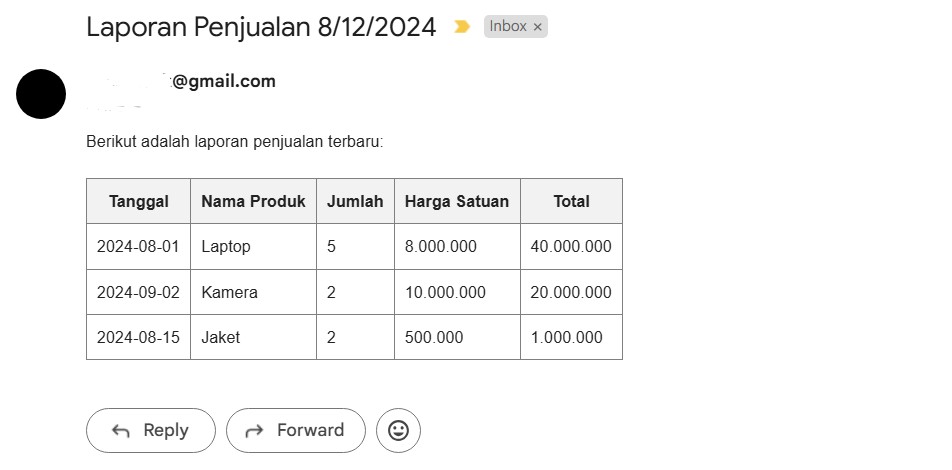 Laporan Penjualan 8/12/2024 Inbox ×
@gmail.com
Berikut adalah laporan penjualan terbaru:
Tanggal Nama Produk Jumlah Harga Satuan Total
2024-08-01 Laptop 5 8.000.000 40.000.000
2024-09-02 Kamera 2 10.000.000 20.000.000
2024-08-15 Jaket 2 500.000 1.000.000
Reply Forward